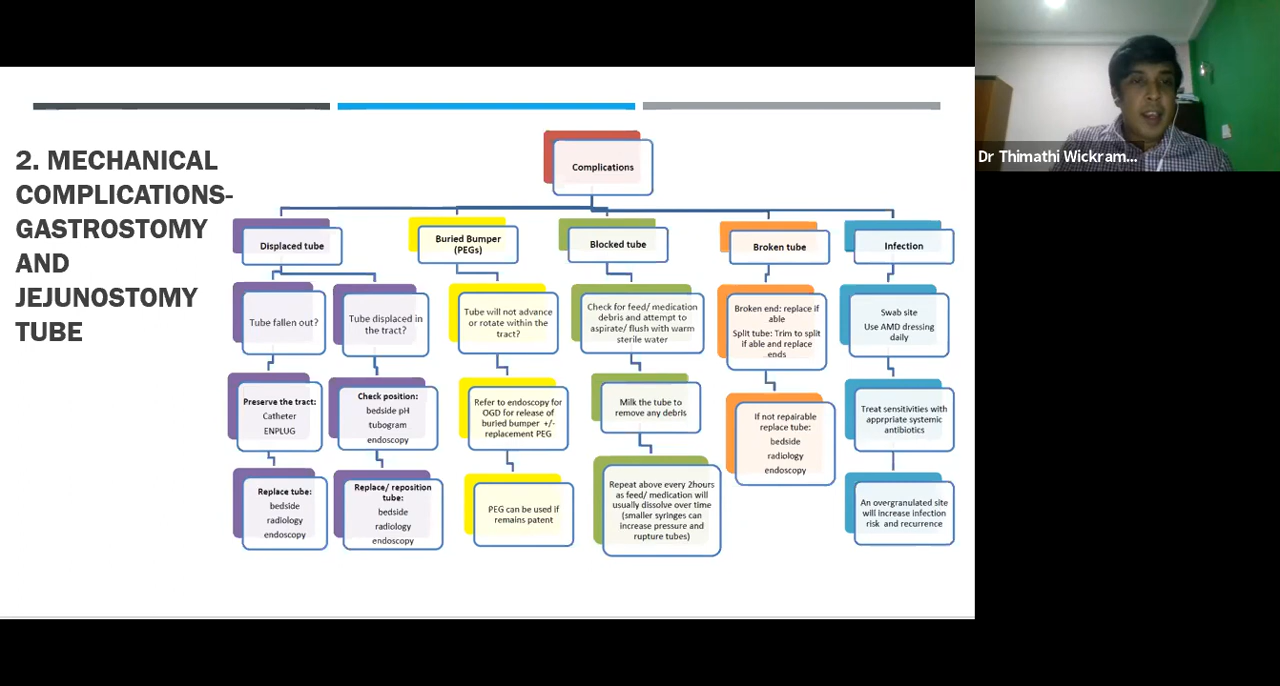 2. MECHANICAL
COMPLICATIONS-
GASTROSTOMY
AND
JEJUNOSTOMY
TUBE
Complications
Displaced tube
Tube fallen out?
Preserve the tract:
Catheter
ENPLUG
Replace tube:
bedside
radiology
endoscopy
Tube displaced in
the tract?
Check position:
bedside pH
tubogram
endoscopy
Replace/ reposition
tube:
bedside
radiology
endoscopy
Buried Bumper
(PEGs)
Tube will not advance
or rotate within the
tract?
Refer to endoscopy for
OGD for release of
buried bumper +/-
replacement PEG
PEG can be used if
remains patent
Blocked tube
Check for feed/ medication
debris and attempt to
aspirate/ flush with warm
sterile water
Milk the tube to
remove any debris
Repeat above every 2hours
as feed/ medication will
usually dissolve over time
(smaller syringes can
increase pressure and
rupture tubes)
Broken tube
Broken end: replace if
able
Split tube: Trim to split
if able and replace
ends
If not repairable
replace tube:
bedside
radiology
endoscopy
Infection
Swab site
Use AMD dressing
daily
Treat sensitivities with
apprpriate systemic
antibiotics
An overgranulated site
will increase infection
risk and recurrence
Dr Thimathi Wickram...